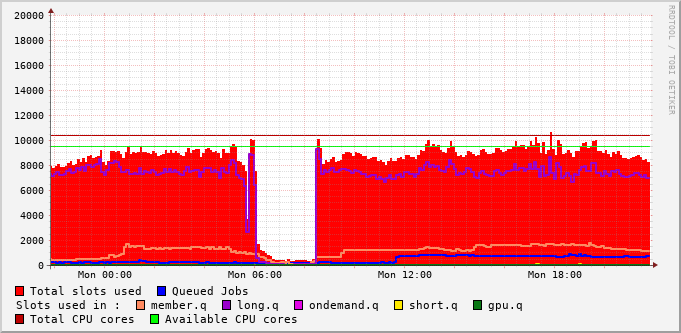 RRDTOOL / TOBI OETIKER
20000
18000
16000
14000
12000
10000
8000
6000
4000
2000
0
Mon 00:00 Mon 06:00 Mon 12:00 Mon 18:00
Total slots used Queued Jobs
Slots used in : member.q long.q ondemand.q short.q gpu.q
Total CPU cores Available CPU cores